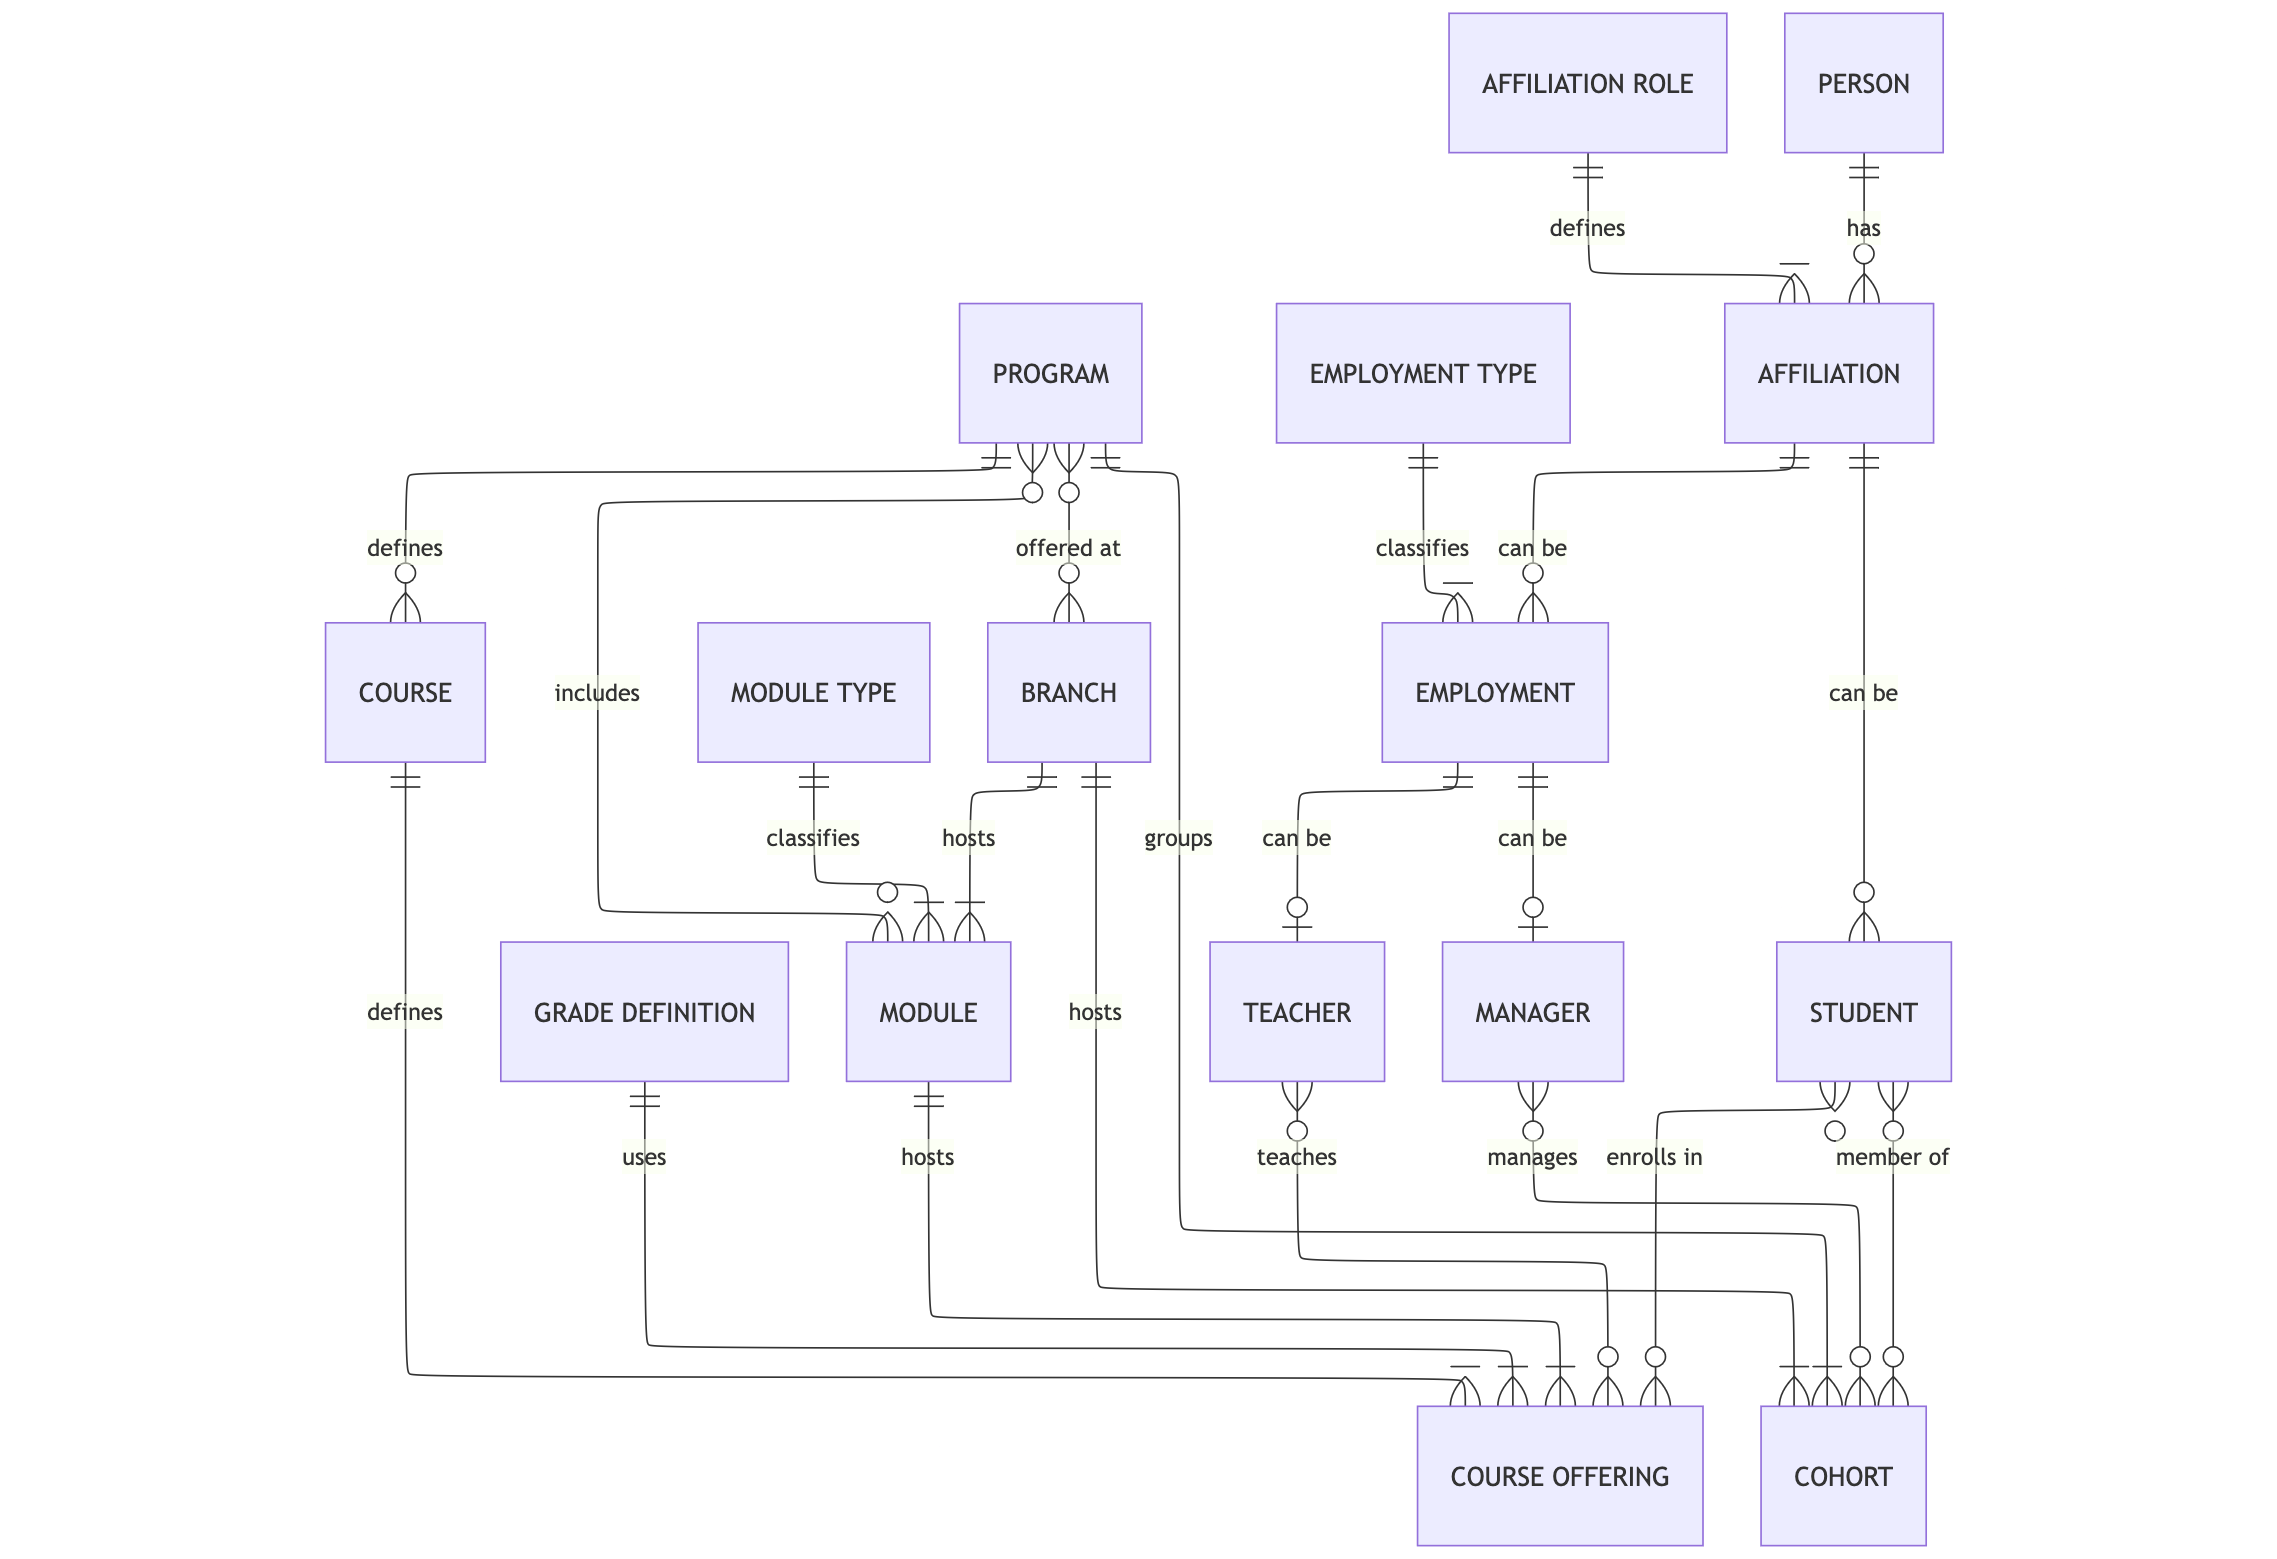 AFFILIATION ROLE
PERSON
defines
has
PROGRAM
EMPLOYMENT TYPE
AFFILIATION
defines
offered at
classifies
can be
COURSE
includes
MODULE TYPE
BRANCH
EMPLOYMENT
can be
classifies
hosts
groups
can be
can be
defines
GRADE DEFINITION
MODULE
hosts
TEACHER
MANAGER
STUDENT
uses
hosts
teaches
manages
enrolls in
member of
COURSE OFFERING
COHORT